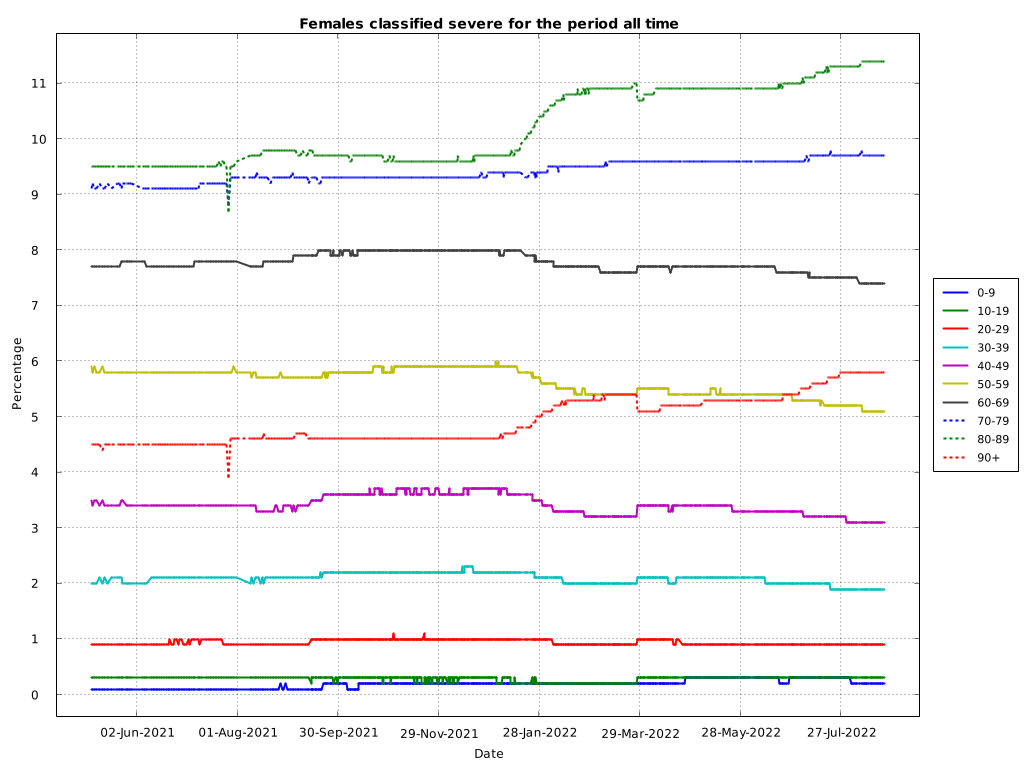 Females classified severe for the period all time
Percentage
11
10
9
8
7
6
5
4
3
2
1
0
02-Jun-2021
01-Aug-2021
30-Sep-2021
29-Nov-2021
28-Jan-2022
29-Mar-2022
28-May-2022
27-Jul-2022
Date
0-9
10-19
20-29
30-39
40-49
50-59
60-69
70-79
80-89
90+